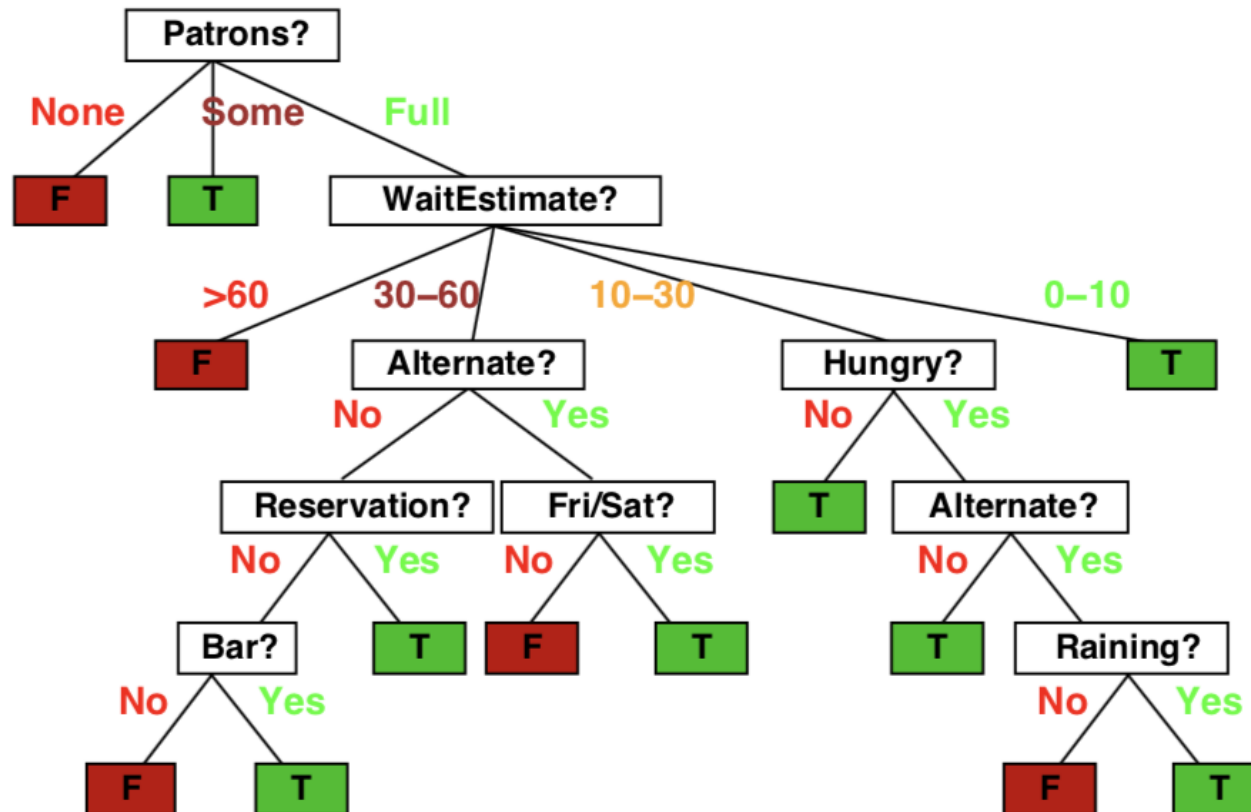 Patrons?
None Some Full
F T WaitEstimate?
>60 30–60 10–30 0–10
F Alternate? Hungry? T
No Yes No Yes
Reservation? Fri/Sat? T Alternate?
No Yes No Yes No Yes
Bar? T F T T Raining?
No Yes No Yes
F T F T